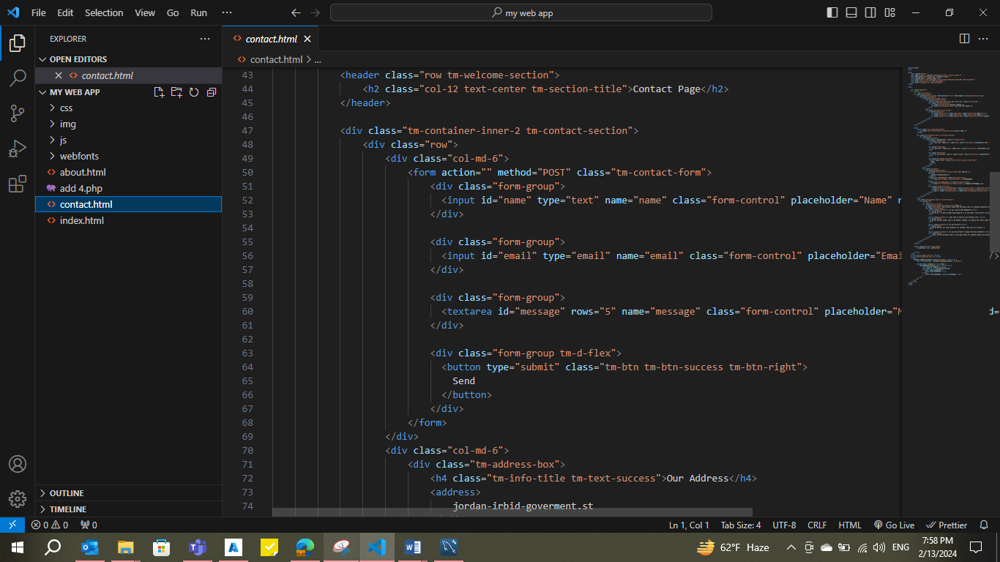 File Edit Selection View Go Run ···
my web app
EXPLORER ···
OPEN EDITORS
contact.html
MY WEB APP
css
img
js
webfonts
about.html
add 4.php
contact.html
index.html
OUTLINE
TIMELINE
contact.html
contact.html > ...
43 <header class="row tm-welcome-section">
44 <h2 class="col-12 text-center tm-section-title">Contact Page</h2>
45 </header>
46
47 <div class="tm-container-inner-2 tm-contact-section">
48 <div class="row">
49 <div class="col-md-6">
50 <form action="" method="POST" class="tm-contact-form">
51 <div class="form-group">
52 <input id="name" type="text" name="name" class="form-control" placeholder="Name" r
53 </div>
54
55 <div class="form-group">
56 <input id="email" type="email" name="email" class="form-control" placeholder="Emai />
57 </div>
58
59 <div class="form-group">
60 <textarea id="message" rows="5" name="message" class="form-control" placeholder="M d=
61 </div>
62
63 <div class="form-group tm-d-flex">
64 <button type="submit" class="tm-btn tm-btn-success tm-btn-right">
65 Send
66 </button>
67 </div>
68 </form>
69 </div>
70 <div class="col-md-6">
71 <div class="tm-address-box">
72 <h4 class="tm-info-title tm-text-success">Our Address</h4>
73 <address>
74 jordan-irbid-goverment.st
0 0 0 Ln 1, Col 1 Tab Size: 4 UTF-8 CRLF HTML Go Live Prettier
62°F Haze ENG 7:58 PM
2/13/2024